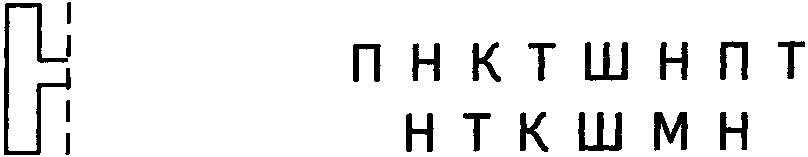 П Н К Т Ш Н П Т
Н Т К Ш М Н